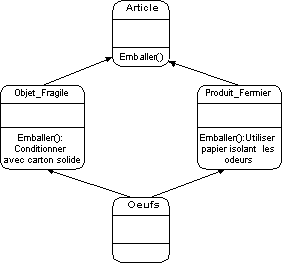 Article
Emballer()
Objet_Fragile
Emballer():
Conditionner
avec carton solide
Produit_Fermier
Emballer():Utiliser
papier isolant les
odeurs
Oeufs